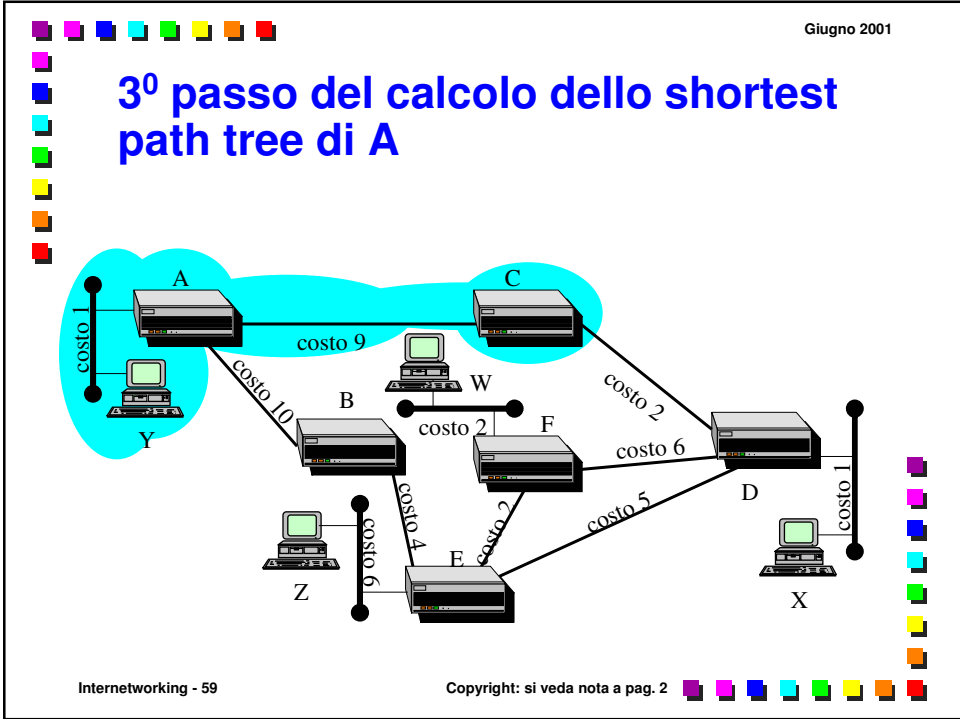 Giugno 2001
3⁰ passo del calcolo dello shortest
path tree di A
A
C
costo 1
costo 9
W
costo 2
Y
costo 10
B
costo 2
F
costo 6
D
costo 1
costo 4
costo 2
costo 5
Z
costo 6
E
X
Internetworking - 59
Copyright: si veda nota a pag. 2